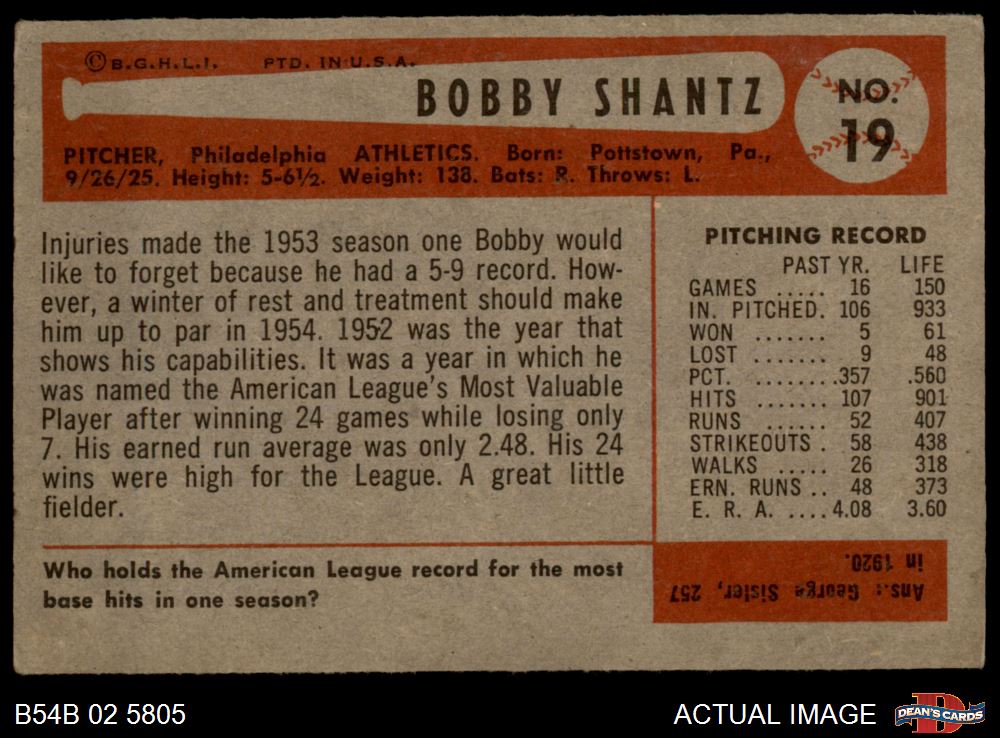 ©B.G.H.L.I. PTD. IN U.S.A.
BOBBY SHANTZ
NO.
19
PITCHER, Philadelphia ATHLETICS. Born: Pottstown, Pa.,
9/26/25. Height: 5-6½. Weight: 138. Bats: R. Throws: L.
Injuries made the 1953 season one Bobby would
like to forget because he had a 5-9 record. How-
ever, a winter of rest and treatment should make
him up to par in 1954. 1952 was the year that
shows his capabilities. It was a year in which he
was named the American League's Most Valuable
Player after winning 24 games while losing only
7. His earned run average was only 2.48. His 24
wins were high for the League. A great little
fielder.
PITCHING RECORD
PAST YR. LIFE
GAMES ..... 16 150
IN. PITCHED. 106 933
WON ....... 5 61
LOST ....... 9 48
PCT. ........ .357 .560
HITS ....... 107 901
RUNS ...... 52 407
STRIKEOUTS . 58 438
WALKS ..... 26 318
ERN. RUNS .. 48 373
E. R. A. .... 4.08 3.60
Who holds the American League record for the most
base hits in one season?
Ans.: George Sisler, 257
in 1920.
B54B 02 5805
ACTUAL IMAGE
DEAN'S CARDS